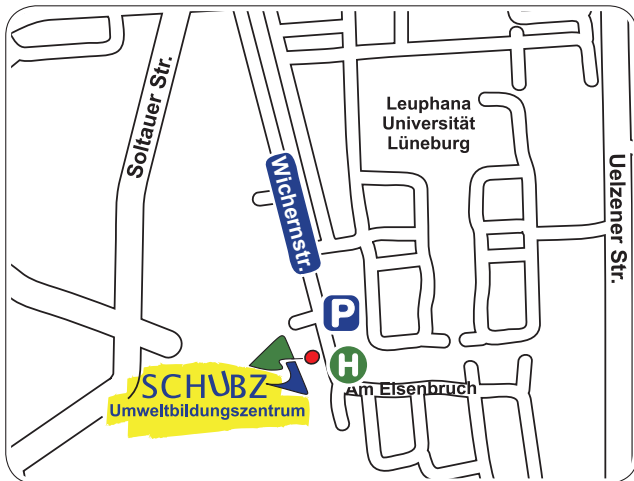 Soltauer Str.
Leuphana
Universität
Lüneburg
Wichernstr.
Uelzener Str.
P
H
Am Eisenbruch
SCHUBZ
Umweltbildungszentrum